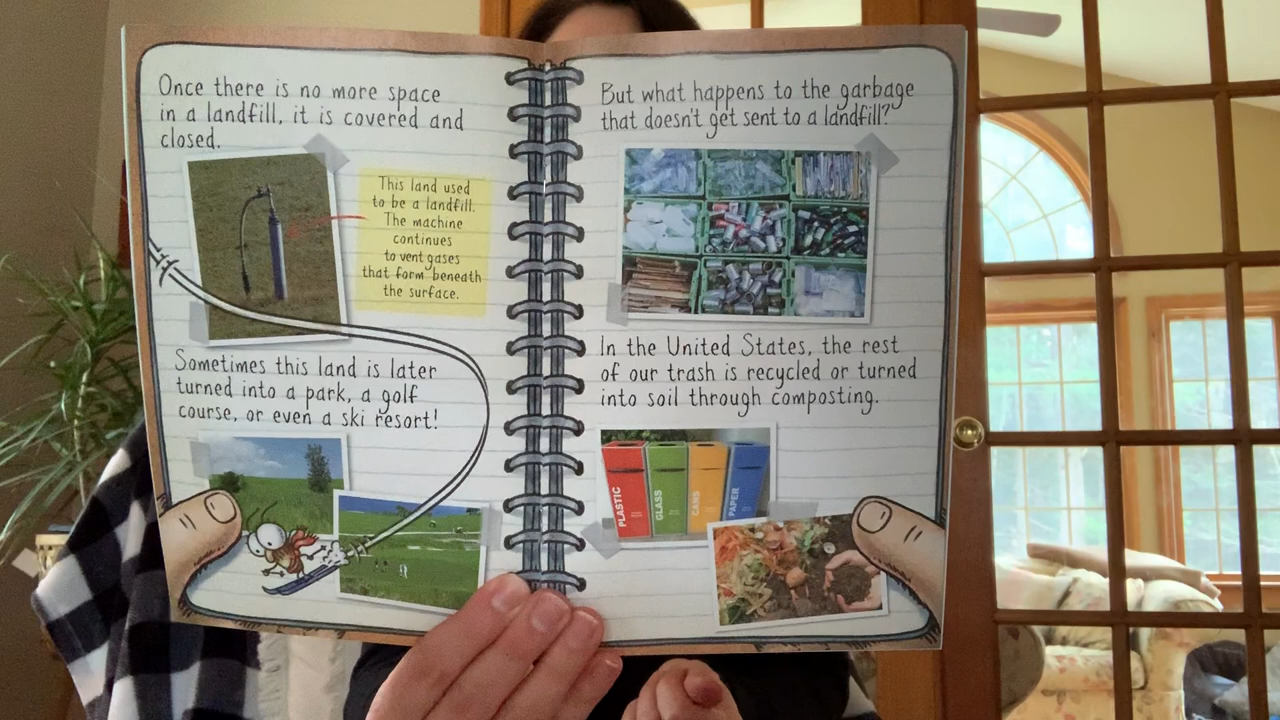 Once there is no more space
in a landfill, it is covered and
closed.
This land used
to be a landfill.
The machine
continues
to vent gases
that form beneath
the surface.
Sometimes this land is later
turned into a park, a golf
course, or even a ski resort!
But what happens to the garbage
that doesn't get sent to a landfill?
In the United States, the rest
of our trash is recycled or turned
into soil through composting.
PLASTIC
GLASS
CANS
PAPER